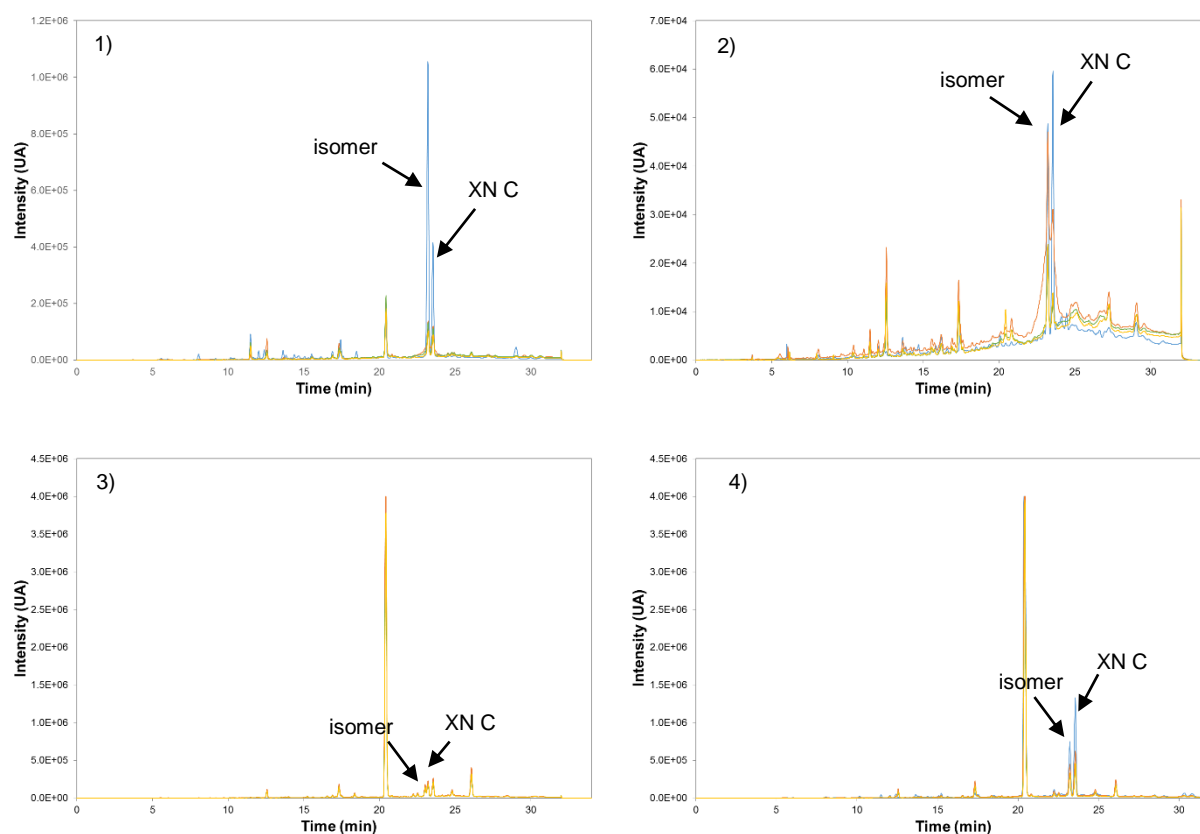 1)
1.2E+06
1.0E+06
8.0E+05
6.0E+05
4.0E+05
2.0E+05
0.0E+00
Intensity (UA)
isomer
XN C
0 5 10 15 20 25 30
Time (min)
2)
7.0E+04
6.0E+04
5.0E+04
4.0E+04
3.0E+04
2.0E+04
1.0E+04
0.0E+00
Intensity (UA)
isomer
XN C
0 5 10 15 20 25 30
Time (min)
3)
4.5E+06
4.0E+06
3.5E+06
3.0E+06
2.5E+06
2.0E+06
1.5E+06
1.0E+06
5.0E+05
0.0E+00
Intensity (UA)
isomer
XN C
0 5 10 15 20 25 30
Time (min)
4)
4.5E+06
4.0E+06
3.5E+06
3.0E+06
2.5E+06
2.0E+06
1.5E+06
1.0E+06
5.0E+05
0.0E+00
Intensity (UA)
isomer
XN C
0 5 10 15 20 25 30
Time (min)